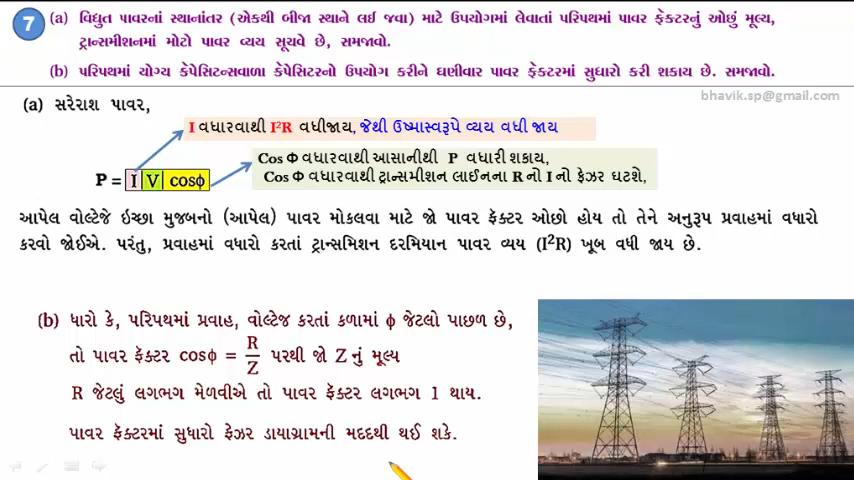 7
(a) વિદ્યુત પાવરનાં સ્થાનાંતર (એકથી બીજા સ્થાને લઈ જવા) માટે ઉપયોગમાં લેવાતાં પરિપથમાં પાવર ફૅક્ટરનું ઓછું મૂલ્ય,
ટ્રાન્સમીશનમાં મોટો પાવર વ્યય સૂચવે છે, સમજાવો.
(b) પરિપથમાં યોગ્ય કેપેસિટન્સવાળા કેપેસિટરનો ઉપયોગ કરીને ઘણીવાર પાવર ફેક્ટરમાં સુધારો કરી શકાય છે. સમજાવો.
bhavik.sp@gmail.com
(a) સરેરાશ પાવર,
I વધારવાથી I²R વધીજાય, જેથી ઉષ્માસ્વરૂપે વ્યય વધી જાય
Cos Φ વધારવાથી આસાનીથી P વધારી શકાય,
P = I V cosϕ
Cos Φ વધારવાથી ટ્રાન્સમીશન લાઈનના R નો I નો ફેઝર ઘટશે,
આપેલ વોલ્ટેજે ઇચ્છા મુજબનો (આપેલ) પાવર મોકલવા માટે જો પાવર ફૅક્ટર ઓછો હોય તો તેને અનુરૂપ પ્રવાહમાં વધારો
કરવો જોઈએ. પરંતુ, પ્રવાહમાં વધારો કરતાં ટ્રાન્સમિશન દરમિયાન પાવર વ્યય (I²R) ખૂબ વધી જાય છે.
(b) ધારો કે, પરિપથમાં પ્રવાહ, વોલ્ટેજ કરતાં કળામાં ϕ જેટલો પાછળ છે,
તો પાવર ફૅક્ટર cosϕ = R/Z પરથી જો Z નું મૂલ્ય
R જેટલું લગભગ મેળવીએ તો પાવર ફૅક્ટર લગભગ 1 થાય.
પાવર ફૅક્ટરમાં સુધારો ફેઝર ડાયાગ્રામની મદદથી થઈ શકે.